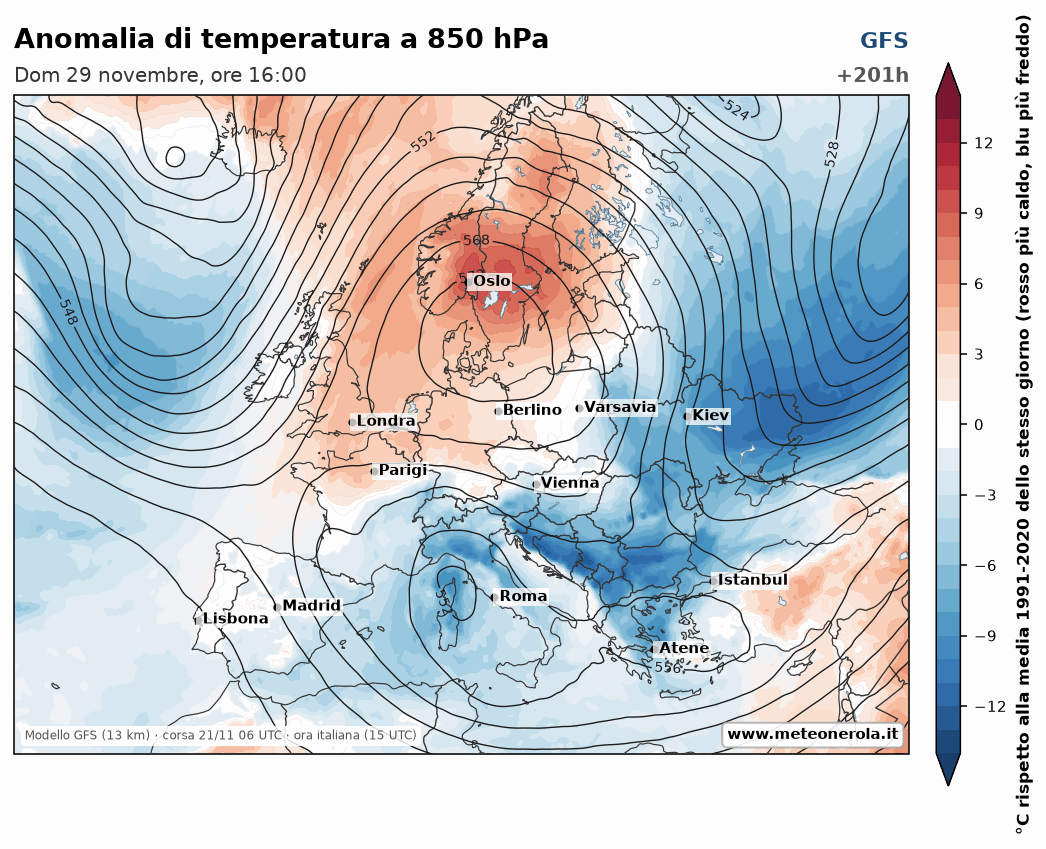 Anomalia di temperatura a 850 hPa
GFS
Dom 29 novembre, ore 16:00
+201h
552
524
528
568
548
Oslo
Londra
Berlino
Varsavia
Kiev
Parigi
Vienna
Istanbul
Roma
Madrid
Lisbona
Atene
556
Modello GFS (13 km) · corsa 21/11 06 UTC · ora italiana (15 UTC)
www.meteonerola.it
12
9
6
3
0
−3
−6
−9
−12
°C rispetto alla media 1991-2020 dello stesso giorno (rosso più caldo, blu più freddo)